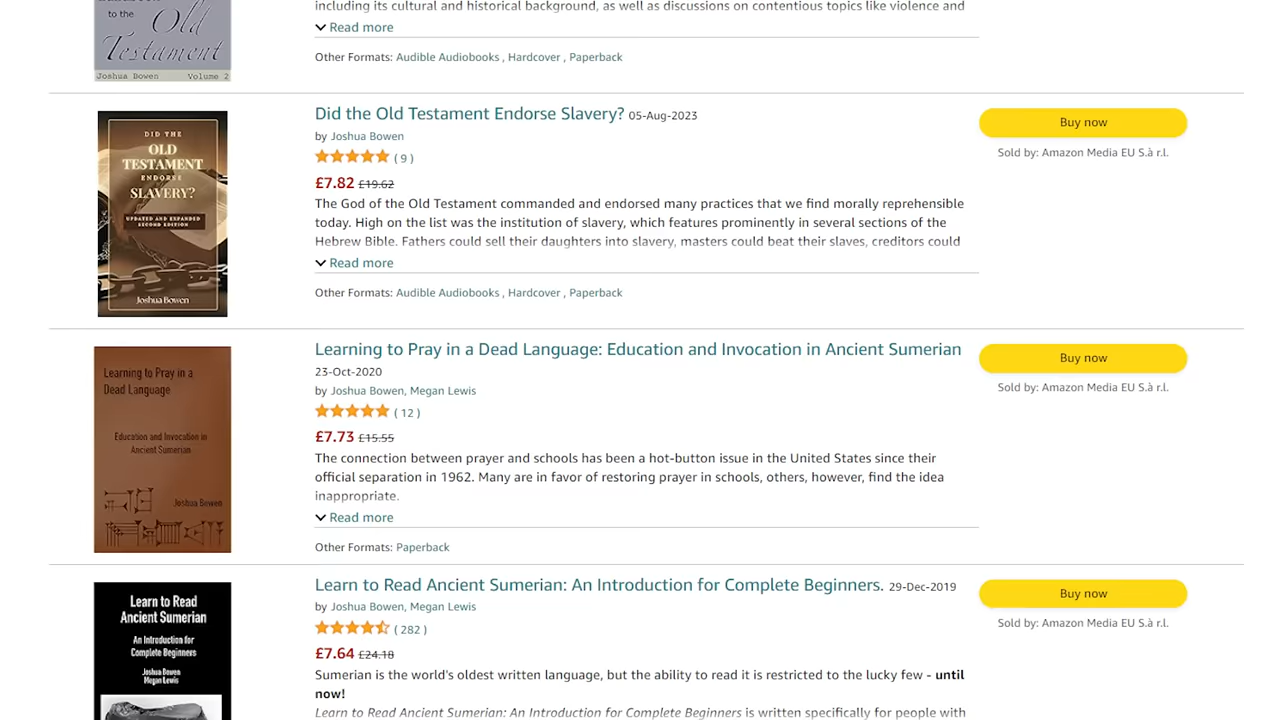 including its cultural and historical background, as well as discussions on contentious topics like violence and
Read more
Other Formats: Audible Audiobooks , Hardcover , Paperback
to the
Old
Testament
Joshua Bowen Volume 2
DID THE
OLD
TESTAMENT
ENDORSE
SLAVERY?
UPDATED AND EXPANDED
SECOND EDITION
Joshua Bowen
Did the Old Testament Endorse Slavery? 05-Aug-2023
by Joshua Bowen
( 9 )
£7.82 £19.62
The God of the Old Testament commanded and endorsed many practices that we find morally reprehensible
today. High on the list was the institution of slavery, which features prominently in several sections of the
Hebrew Bible. Fathers could sell their daughters into slavery, masters could beat their slaves, creditors could
Read more
Other Formats: Audible Audiobooks , Hardcover , Paperback
Buy now
Sold by: Amazon Media EU S.à r.l.
Learning to Pray in a
Dead Language
Education and Invocation in
Ancient Sumerian
Joshua Bowen
Learning to Pray in a Dead Language: Education and Invocation in Ancient Sumerian
23-Oct-2020
by Joshua Bowen, Megan Lewis
( 12 )
£7.73 £15.55
The connection between prayer and schools has been a hot-button issue in the United States since their
official separation in 1962. Many are in favor of restoring prayer in schools, others, however, find the idea
inappropriate.
Read more
Other Formats: Paperback
Buy now
Sold by: Amazon Media EU S.à r.l.
Learn to Read
Ancient Sumerian
An Introduction for
Complete Beginners
Joshua Bowen
Megan Lewis
Learn to Read Ancient Sumerian: An Introduction for Complete Beginners. 29-Dec-2019
by Joshua Bowen, Megan Lewis
( 282 )
£7.64 £24.18
Sumerian is the world's oldest written language, but the ability to read it is restricted to the lucky few - until
now!
Learn to Read Ancient Sumerian: An Introduction for Complete Beginners is written specifically for people with
Buy now
Sold by: Amazon Media EU S.à r.l.